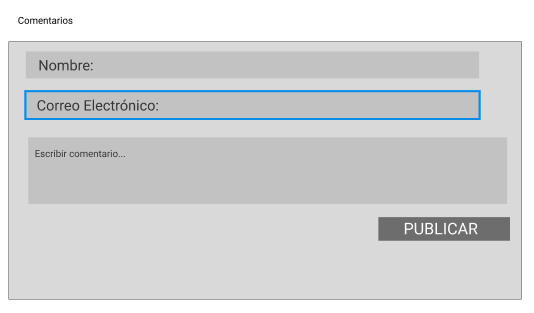 Comentarios
Nombre:
Correo Electrónico:
Escribir comentario...
PUBLICAR